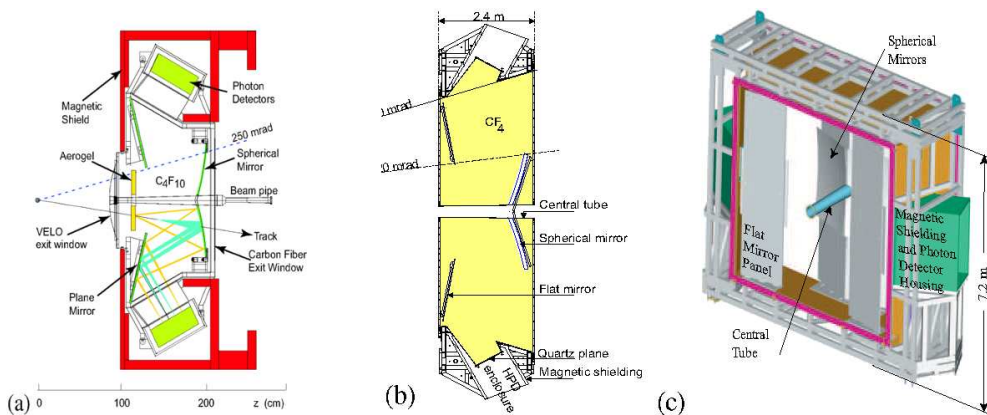 (a)
Magnetic
Shield
Photon
Detectors
250 mrad
Aerogel
C4F10
Spherical
Mirror
Beam pipe
VELO
exit window
Track
Carbon Fiber
Exit Window
Plane
Mirror
0
100
200
z (cm)
(b)
2.4 m
mrad
CF4
0 mrad
Central tube
Spherical mirror
Flat mirror
Quartz plane
Magnetic shielding
HPD
enclosure
(c)
Spherical
Mirrors
Flat
Mirror
Panel
Magnetic
Shielding
and Photon
Detector
Housing
Central
Tube
7.2 m